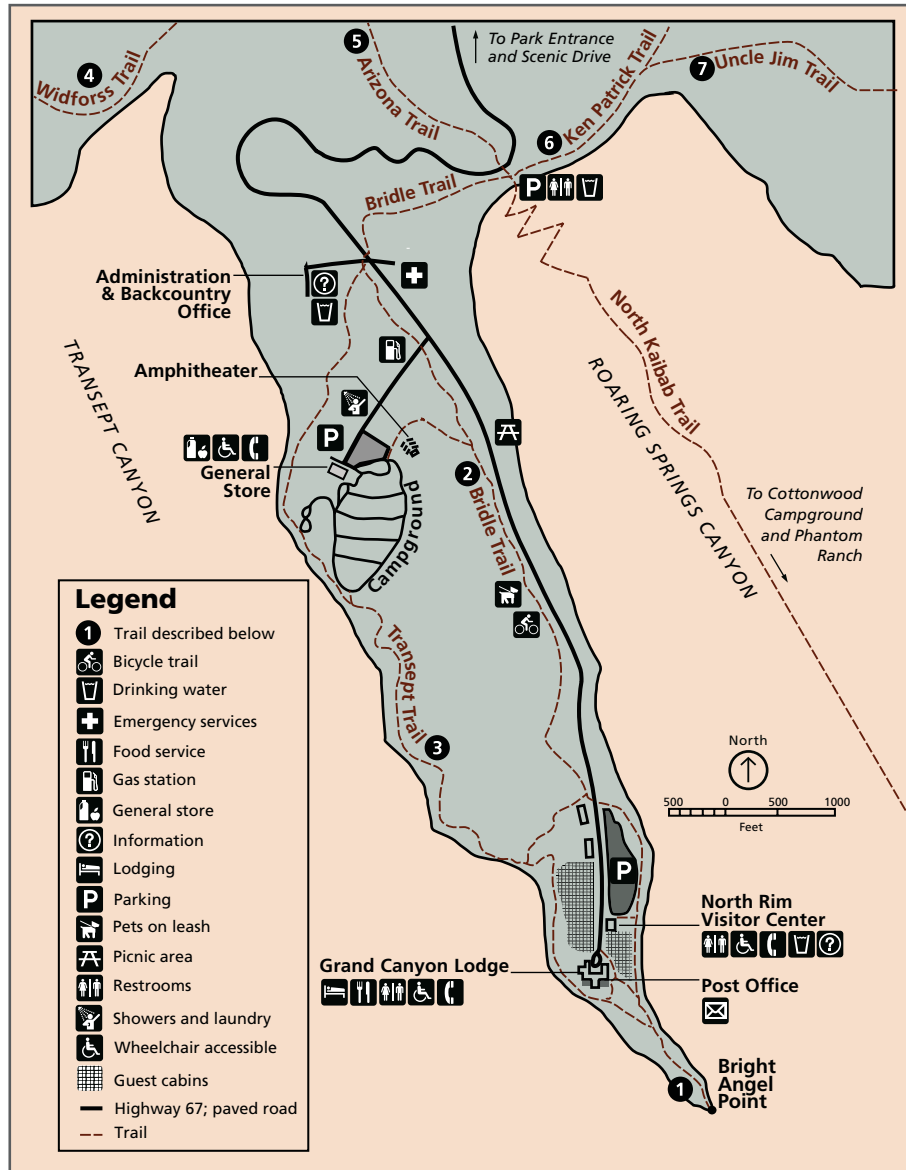 5
To Park Entrance
and Scenic Drive
4
Widforss Trail
Arizona Trail
Ken Patrick Trail
7
Uncle Jim Trail
6
Bridle Trail
P
Administration
& Backcountry
Office
?
North Kaibab Trail
TRANSEPT CANYON
ROARING SPRINGS CANYON
Amphitheater
P
General
Store
2
Bridle Trail
Campground
To Cottonwood
Campground
and Phantom
Ranch
Transept Trail
3
Legend
1 Trail described below
Bicycle trail
Drinking water
Emergency services
Food service
Gas station
General store
? Information
Lodging
P Parking
Pets on leash
Picnic area
Restrooms
Showers and laundry
Wheelchair accessible
Guest cabins
Highway 67; paved road
Trail
North
500 0 500 1000
Feet
P
North Rim
Visitor Center
?
Grand Canyon Lodge
Post Office
1
Bright
Angel
Point